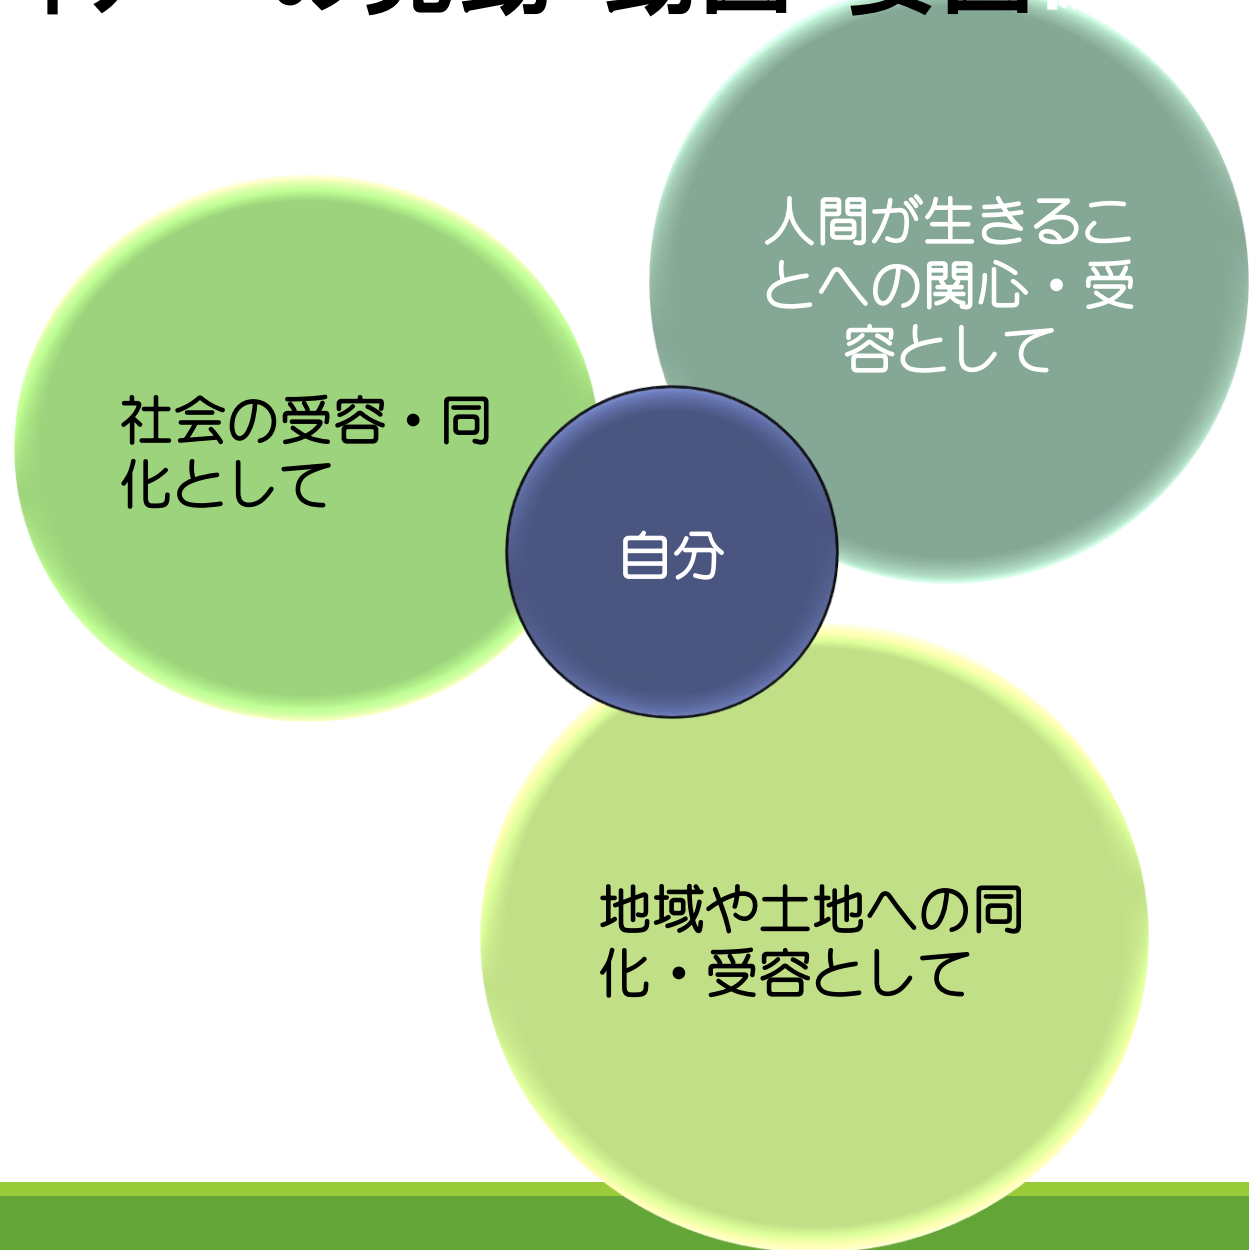 人間が生きるこ
とへの関心・受
容として
社会の受容・同
化として
自分
地域や土地への同
化・受容として